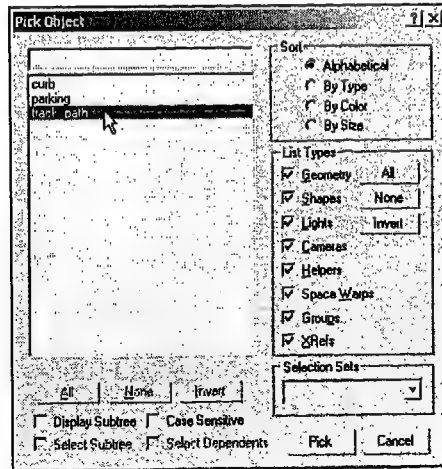 Pick Object ? X
curb
parking
track_path
All None Invert
Display Subtree Case Sensitive
Select Subtree Select Dependents
Sort
Alphabetical
By Type
By Color
By Size
List Types
Geometry All
Shapes None
Lights Invert
Cameras
Helpers
Space Warps
Groups
XRefs
Selection Sets
Pick Cancel